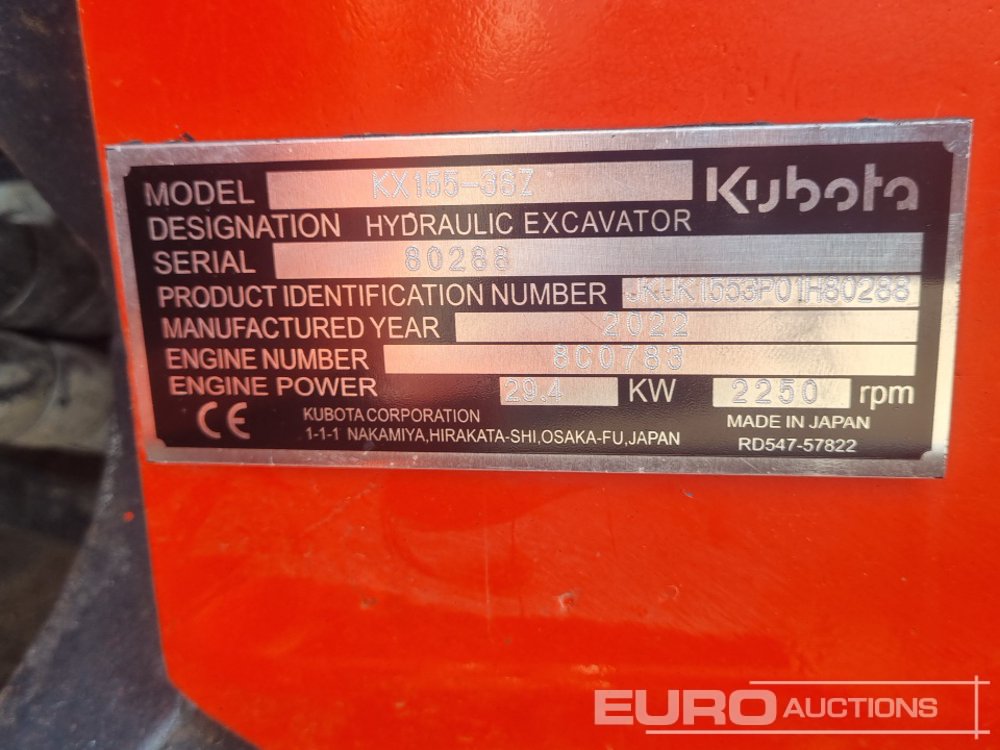 MODEL KX155-3SZ Kubota
DESIGNATION HYDRAULIC EXCAVATOR
SERIAL 80288
PRODUCT IDENTIFICATION NUMBER JKUK1553P01H80288
MANUFACTURED YEAR 2022
ENGINE NUMBER 8C0783
ENGINE POWER 29.4 KW 2250 rpm
CE KUBOTA CORPORATION MADE IN JAPAN
1-1-1 NAKAMIYA,HIRAKATA-SHI,OSAKA-FU,JAPAN RD547-57822
EURO AUCTIONS